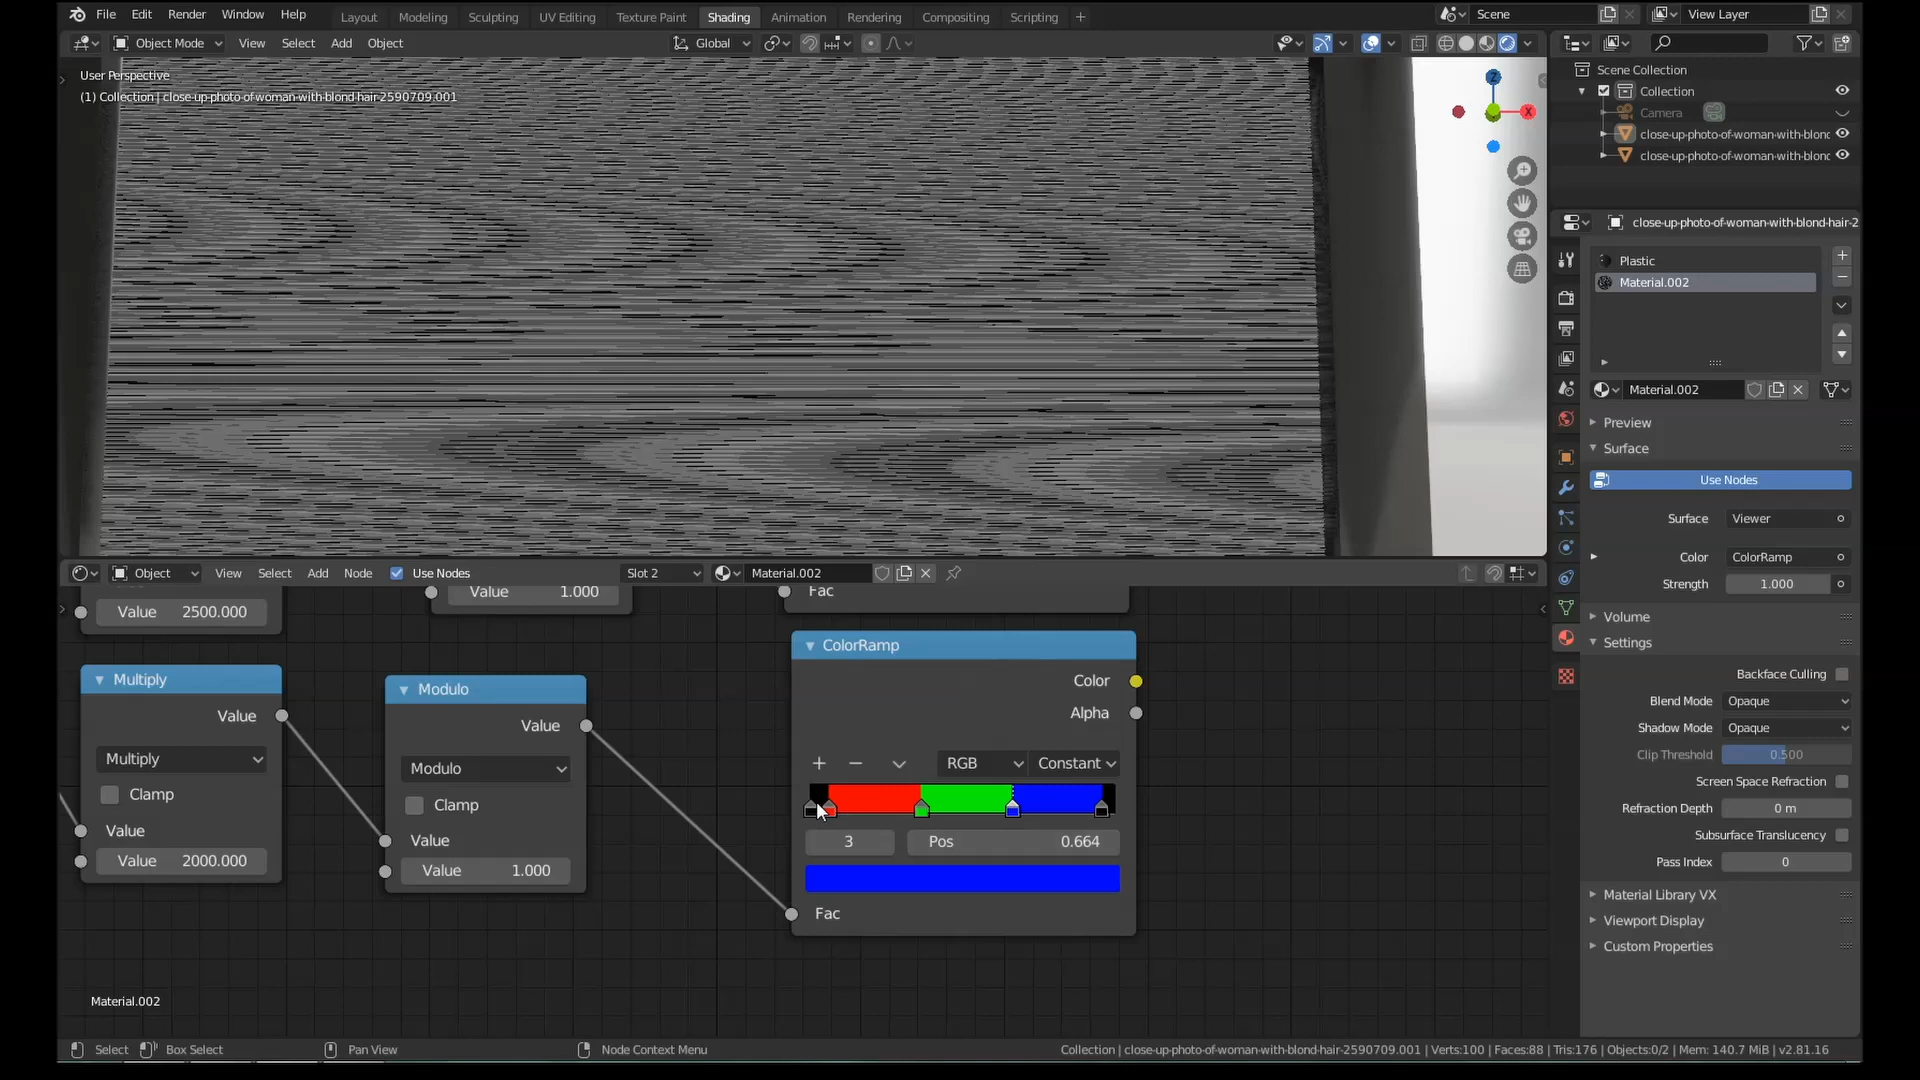 File Edit Render Window Help Layout Modeling Sculpting UV Editing Texture Paint Shading Animation Rendering Compositing Scripting + Scene View Layer
Object Mode View Select Add Object Global
User Perspective
(1) Collection | close-up-photo-of-woman-with-blond-hair-2590709.001
Z
X
Scene Collection
Collection
Camera
close-up-photo-of-woman-with-blonc
close-up-photo-of-woman-with-blonc
close-up-photo-of-woman-with-blond-hair-2
Plastic
Material.002
Material.002
Preview
Surface
Use Nodes
Surface Viewer
Color ColorRamp
Strength 1.000
Volume
Settings
Backface Culling
Blend Mode Opaque
Shadow Mode Opaque
Clip Threshold 0.500
Screen Space Refraction
Refraction Depth 0 m
Subsurface Translucency
Pass Index 0
Material Library VX
Viewport Display
Custom Properties
Object View Select Add Node Use Nodes Slot 2 Material.002
Value 2500.000
Value 1.000
Fac
Multiply
Value
Multiply
Clamp
Value
Value 2000.000
Modulo
Value
Modulo
Clamp
Value
Value 1.000
ColorRamp
Color
Alpha
+ − RGB Constant
3 Pos 0.664
Fac
Material.002
Select Box Select Pan View Node Context Menu Collection | close-up-photo-of-woman-with-blond-hair-2590709.001 | Verts:100 | Faces:88 | Tris:176 | Objects:0/2 | Mem: 140.7 MiB | v2.81.16